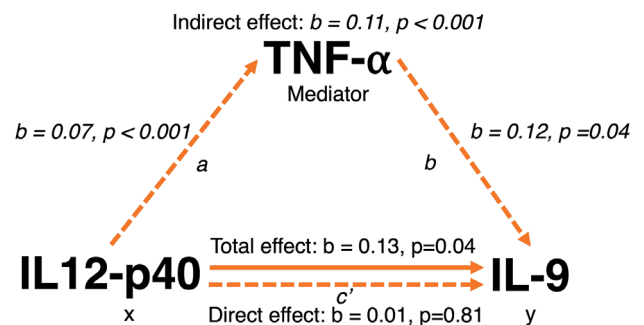 Indirect effect: b = 0.11, p < 0.001
TNF-α
Mediator
b = 0.07, p < 0.001
b = 0.12, p =0.04
a
b
Total effect: b = 0.13, p=0.04
IL12-p40
IL-9
c'
x
Direct effect: b = 0.01, p=0.81
y